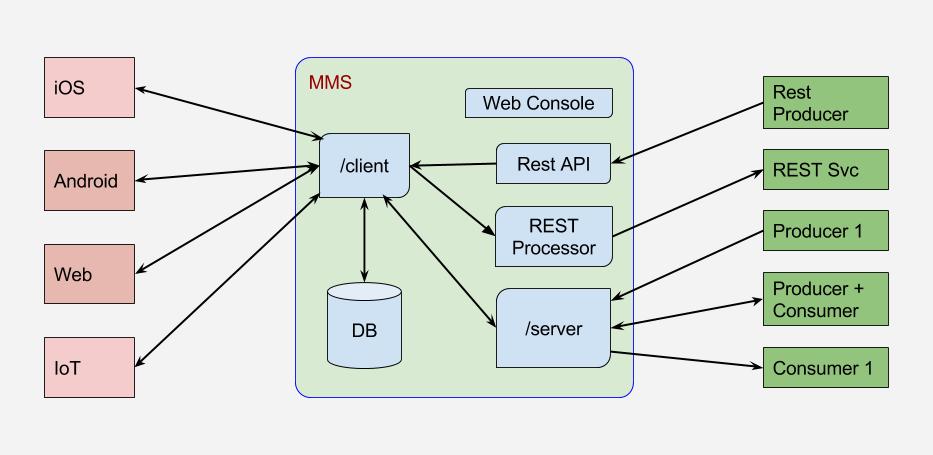 iOS
Android
Web
IoT
MMS
Web Console
/client
Rest API
REST
Processor
/server
DB
Rest
Producer
REST Svc
Producer 1
Producer +
Consumer
Consumer 1